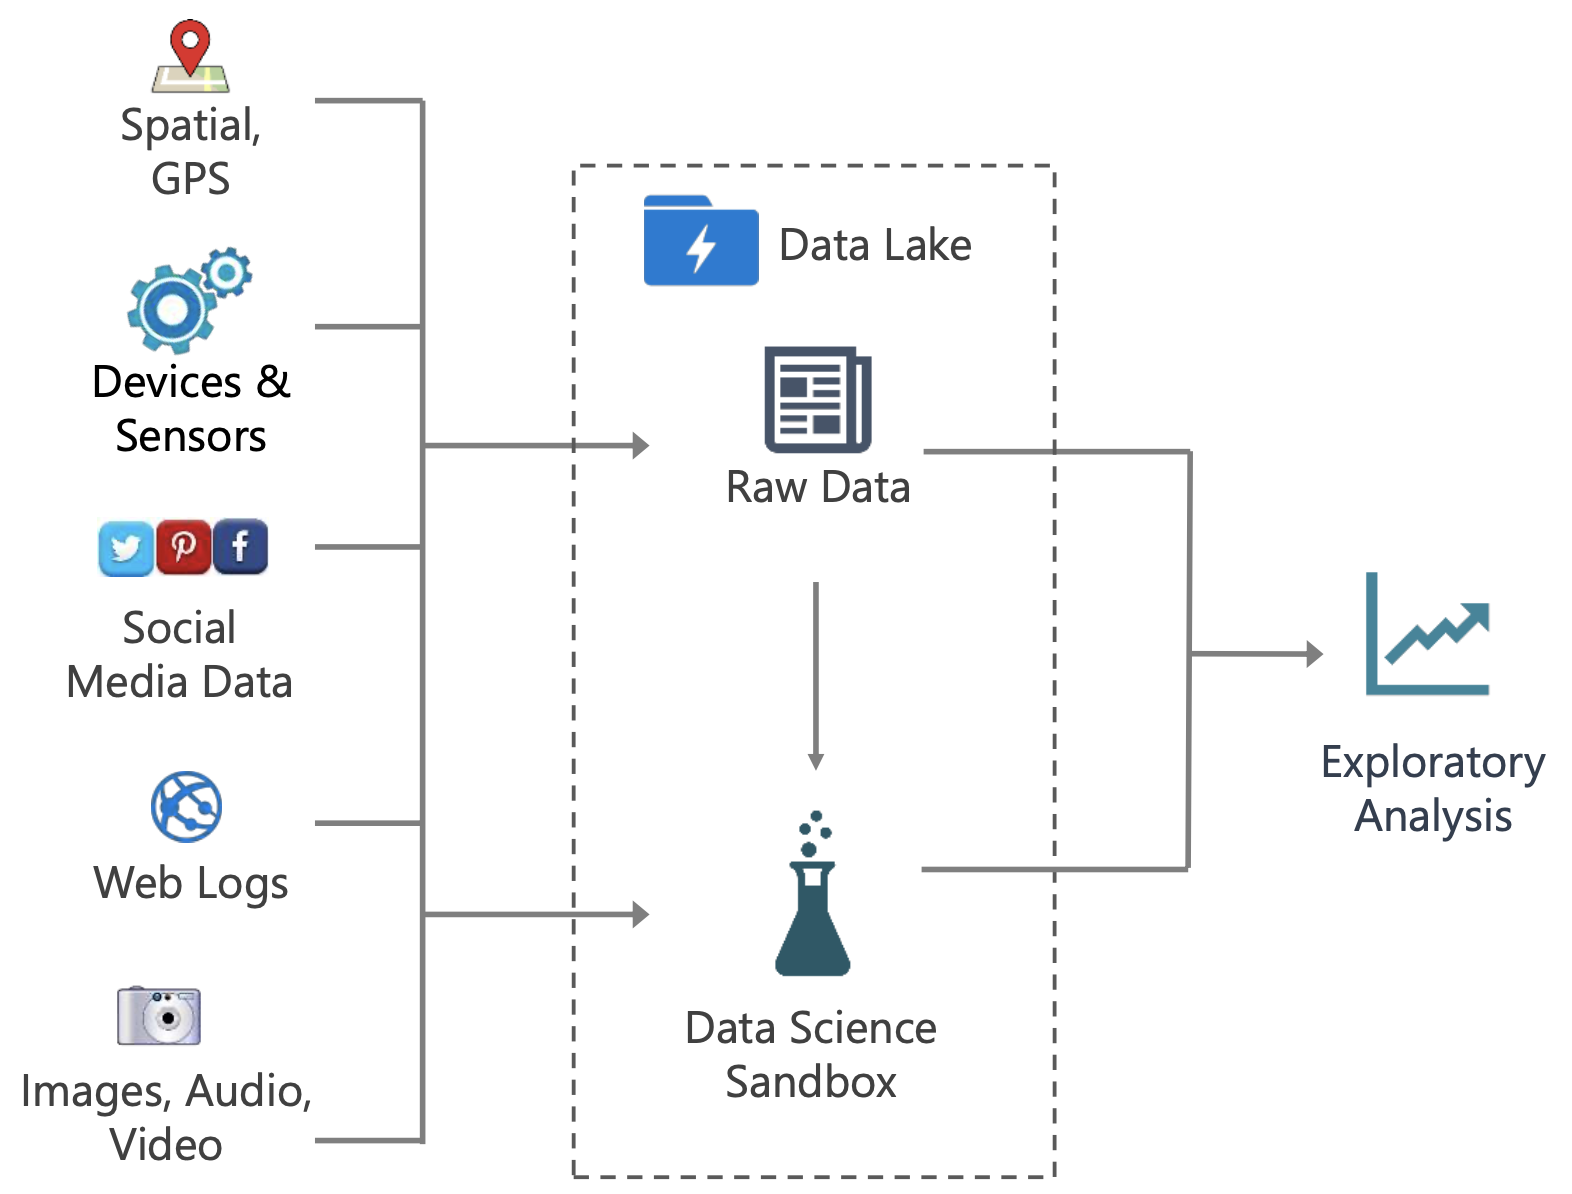 Spatial,
GPS
Devices &
Sensors
Social
Media Data
Web Logs
Images, Audio,
Video
Data Lake
Raw Data
Data Science
Sandbox
Exploratory
Analysis